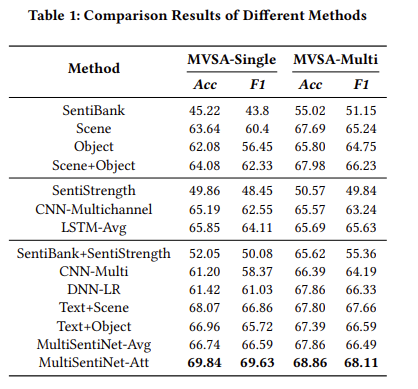 Table 1: Comparison Results of Different Methods
Method MVSA-Single MVSA-Multi
Acc F1 Acc F1
SentiBank 45.22 43.8 55.02 51.15
Scene 63.64 60.4 67.69 65.24
Object 62.08 56.45 65.80 64.75
Scene+Object 64.08 62.33 67.98 66.23
SentiStrength 49.86 48.45 50.57 49.84
CNN-Multichannel 65.19 62.55 65.57 63.24
LSTM-Avg 65.85 64.11 65.69 65.63
SentiBank+SentiStrength 52.05 50.08 65.62 55.36
CNN-Multi 61.20 58.37 66.39 64.19
DNN-LR 61.42 61.03 67.86 66.33
Text+Scene 68.07 66.86 67.80 67.66
Text+Object 66.96 65.72 67.39 66.59
MultiSentiNet-Avg 66.74 66.59 67.86 66.49
MultiSentiNet-Att 69.84 69.63 68.86 68.11